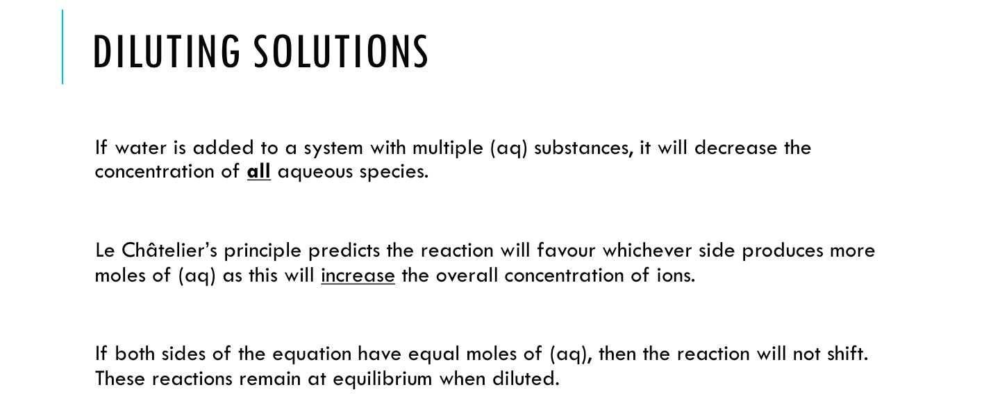 DILUTING SOLUTIONS
If water is added to a system with multiple (aq) substances, it will decrease the
concentration of all aqueous species.
Le Châtelier’s principle predicts the reaction will favour whichever side produces more
moles of (aq) as this will increase the overall concentration of ions.
If both sides of the equation have equal moles of (aq), then the reaction will not shift.
These reactions remain at equilibrium when diluted.